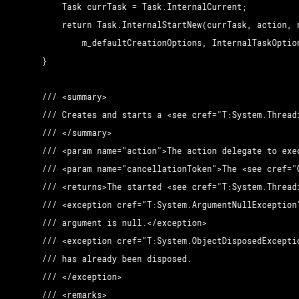 Task currTask = Task.InternalCurrent;
return Task.InternalStartNew(currTask, action,
m_defaultCreationOptions, InternalTaskOption
}
/// <summary>
/// Creates and starts a <see cref="T:System.Threadi
/// </summary>
/// <param name="action">The action delegate to exec
/// <param name="cancellationToken">The <see cref="
/// <returns>The started <see cref="T:System.Threadi
/// <exception cref="T:System.ArgumentNullException"
/// argument is null.</exception>
/// <exception cref="T:System.ObjectDisposedExceptio
/// has already been disposed.
/// </exception>
/// <remarks>